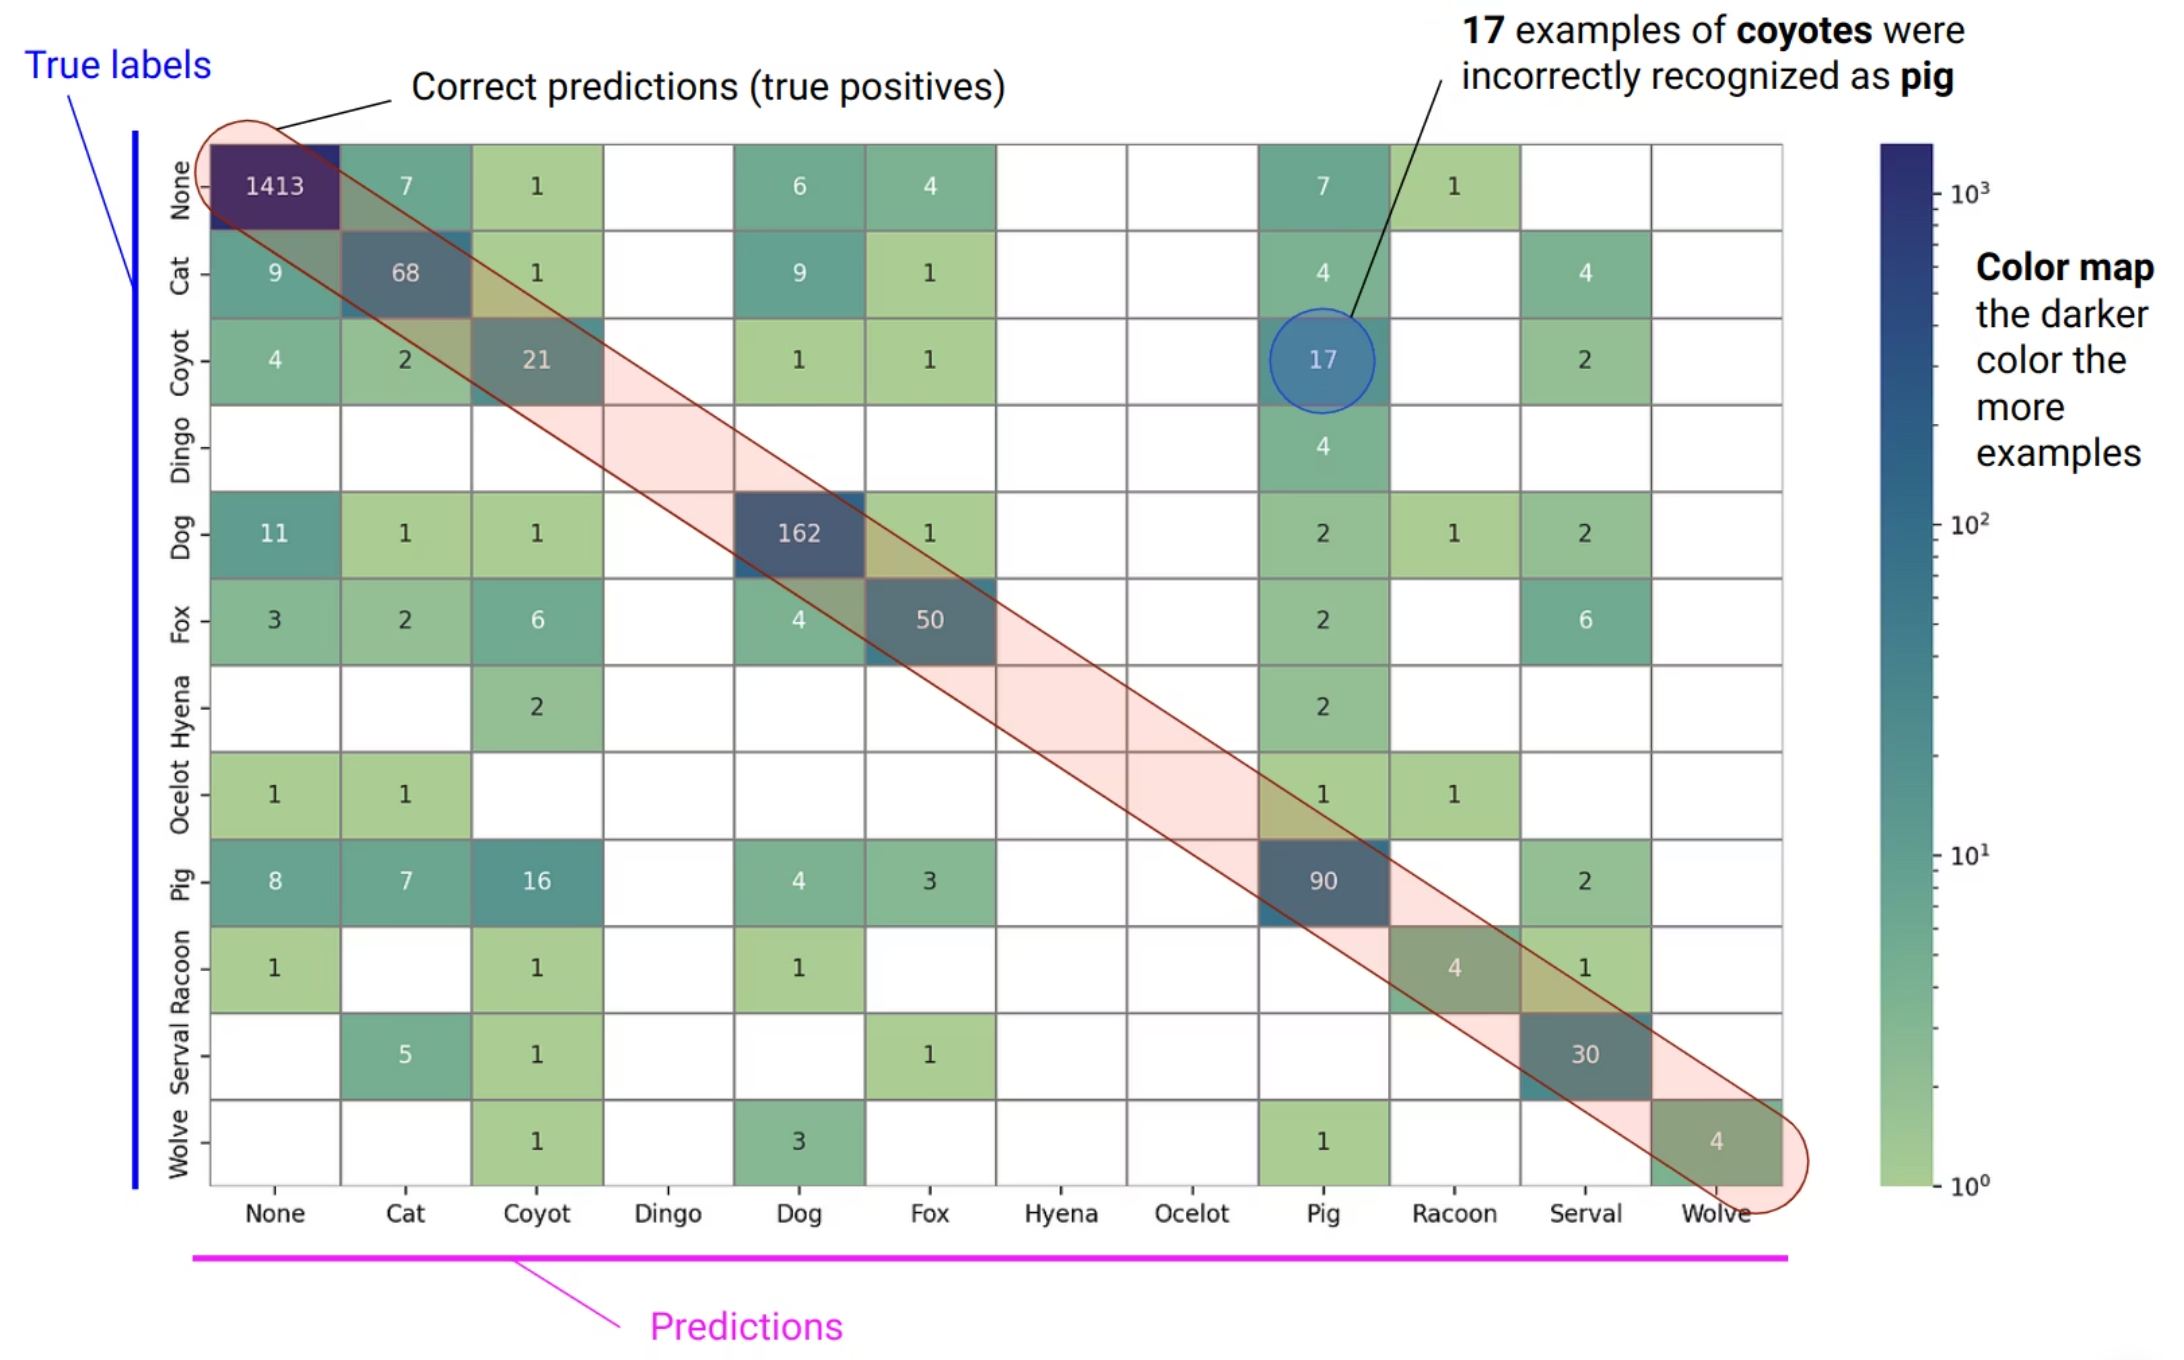 17 examples of coyotes were
incorrectly recognized as pig
True labels
Correct predictions (true positives)
None 1413 7 1 6 4 7 1
Cat 9 68 1 9 1 4 4
Coyot 4 2 21 1 1 17 2
Dingo 4
Dog 11 1 1 162 1 2 1 2
Fox 3 2 6 4 50 2 6
Hyena 2 2
Ocelot 1 1 1 1
Pig 8 7 16 4 3 90 2
Racoon 1 1 1 4 1
Serval 5 1 1 30
Wolve 1 3 1 4
None Cat Coyot Dingo Dog Fox Hyena Ocelot Pig Racoon Serval Wolve
Predictions
10³
10²
10¹
10⁰
Color map
the darker
color the
more
examples